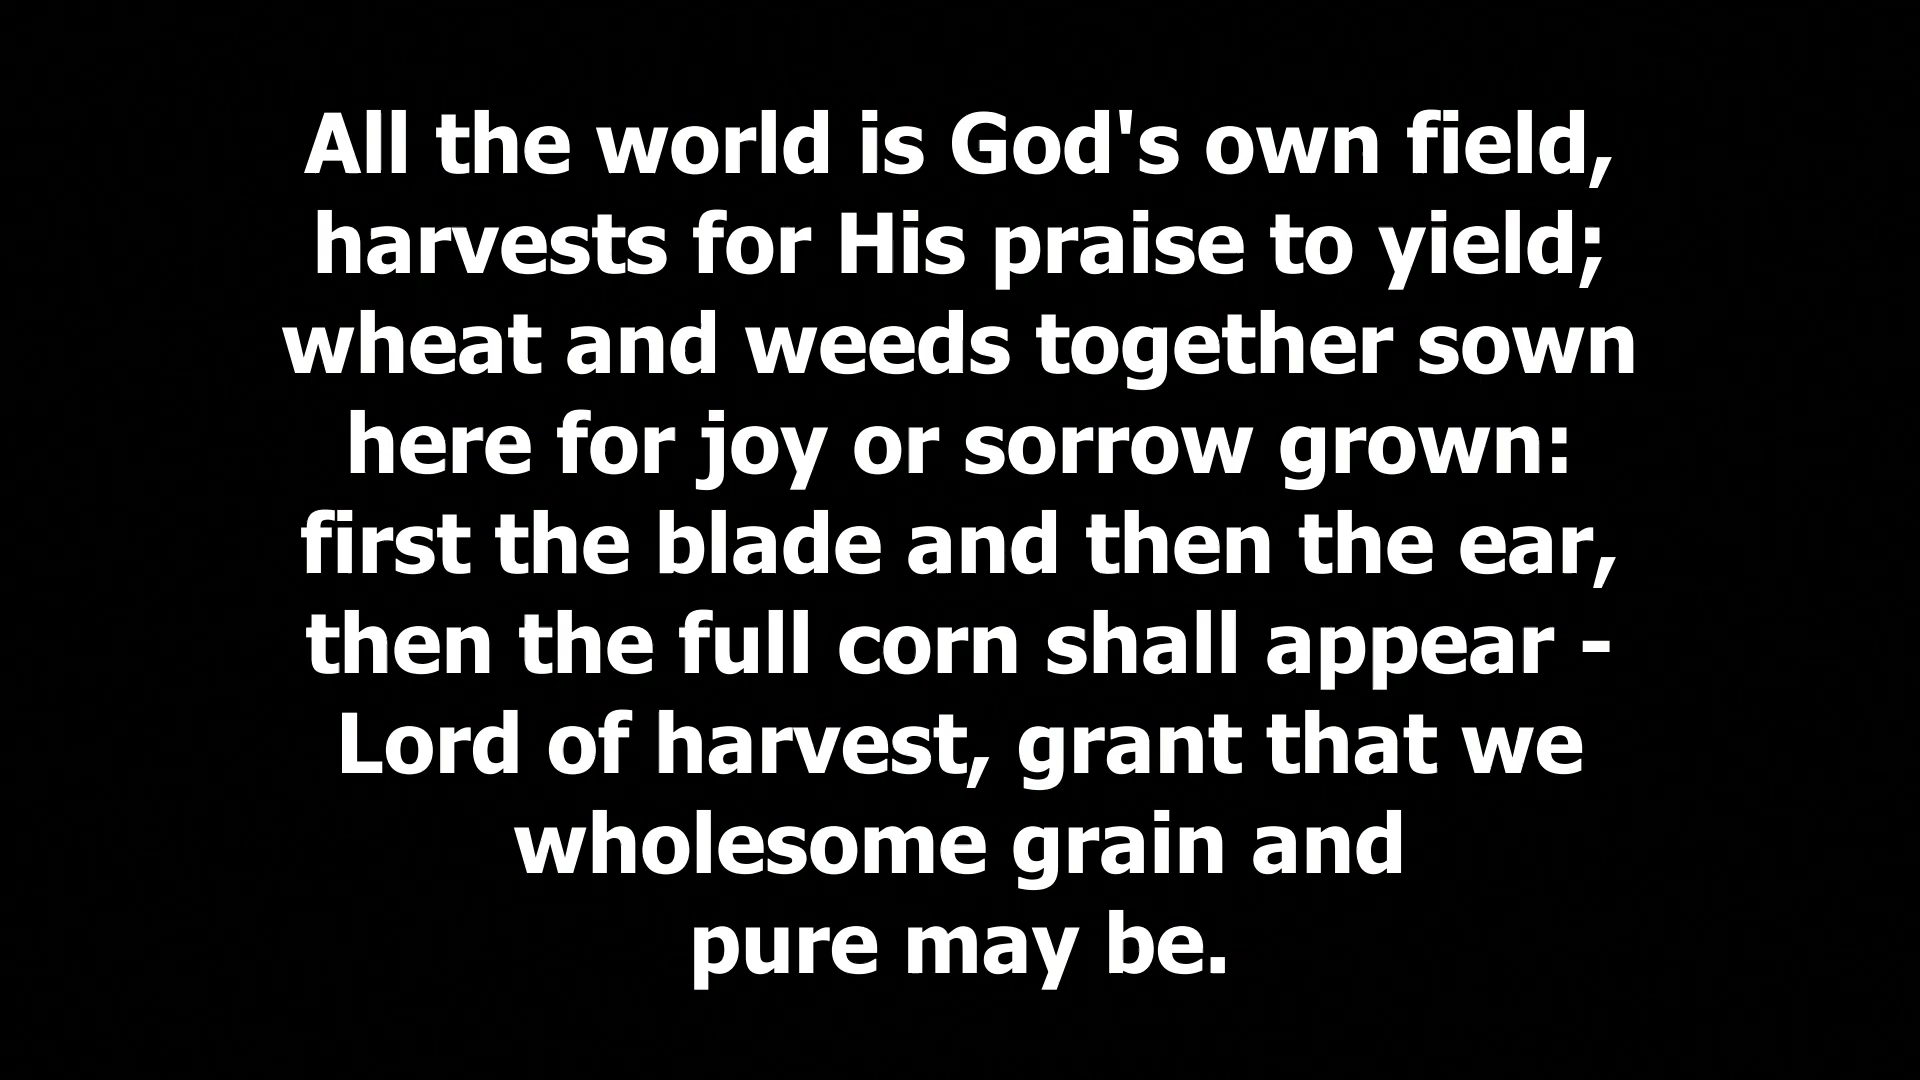 All the world is God's own field,
harvests for His praise to yield;
wheat and weeds together sown
here for joy or sorrow grown:
first the blade and then the ear,
then the full corn shall appear -
Lord of harvest, grant that we
wholesome grain and
pure may be.